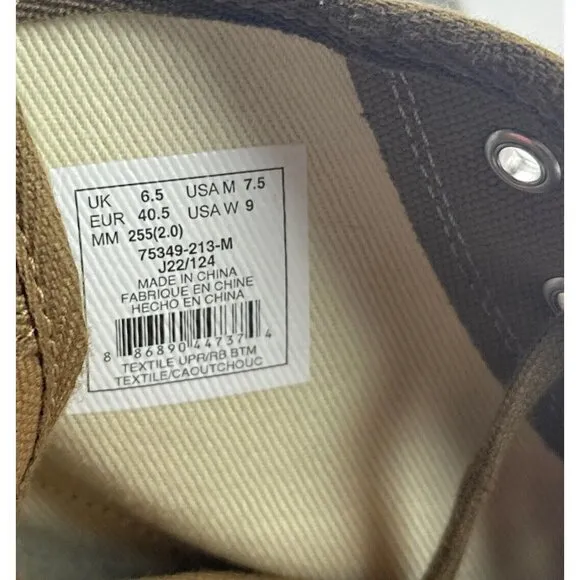 UK 6.5 USA M 7.5
EUR 40.5 USA W 9
MM 255(2.0)
75349-213-M
J22/124
MADE IN CHINA
FABRIQUE EN CHINE
HECHO EN CHINA
8 86890 44737 4
TEXTILE UPR/RB BTM
TEXTILE/CAOUTCHOUC